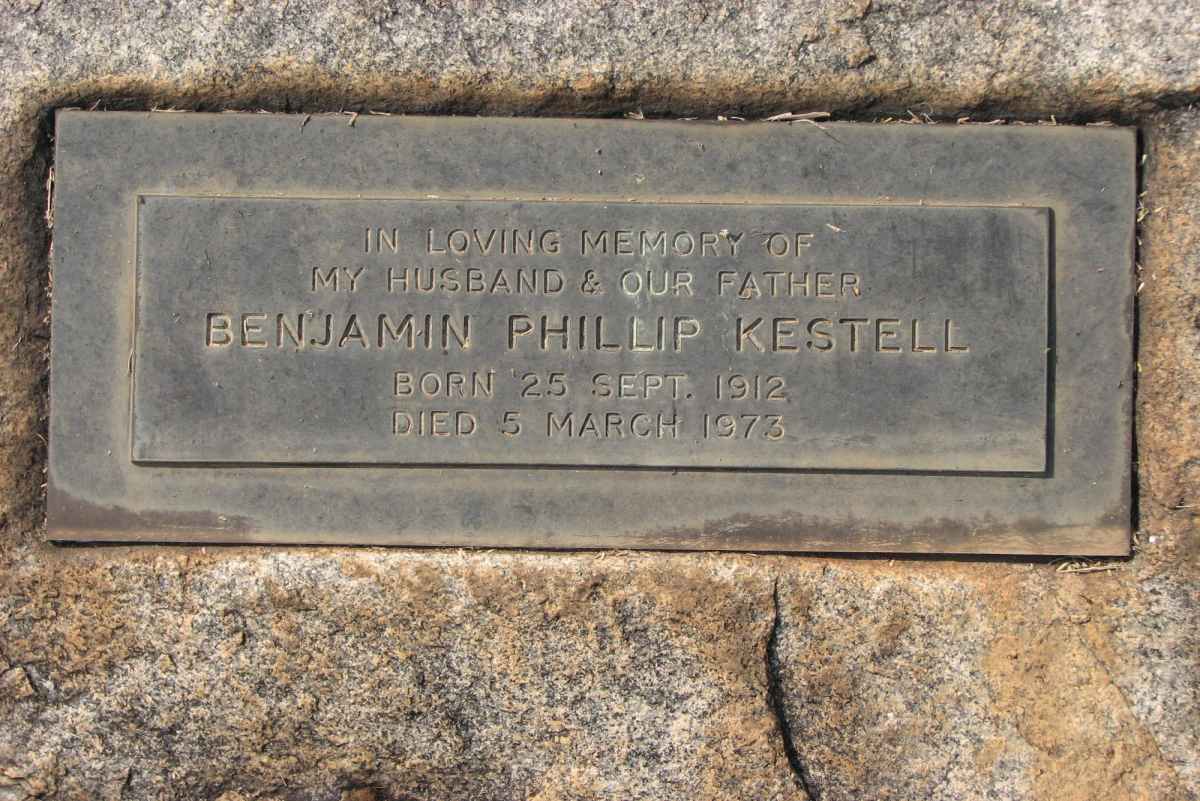 IN LOVING MEMORY OF
MY HUSBAND & OUR FATHER
BENJAMIN PHILLIP KESTELL
BORN 25 SEPT. 1912
DIED 5 MARCH 1973